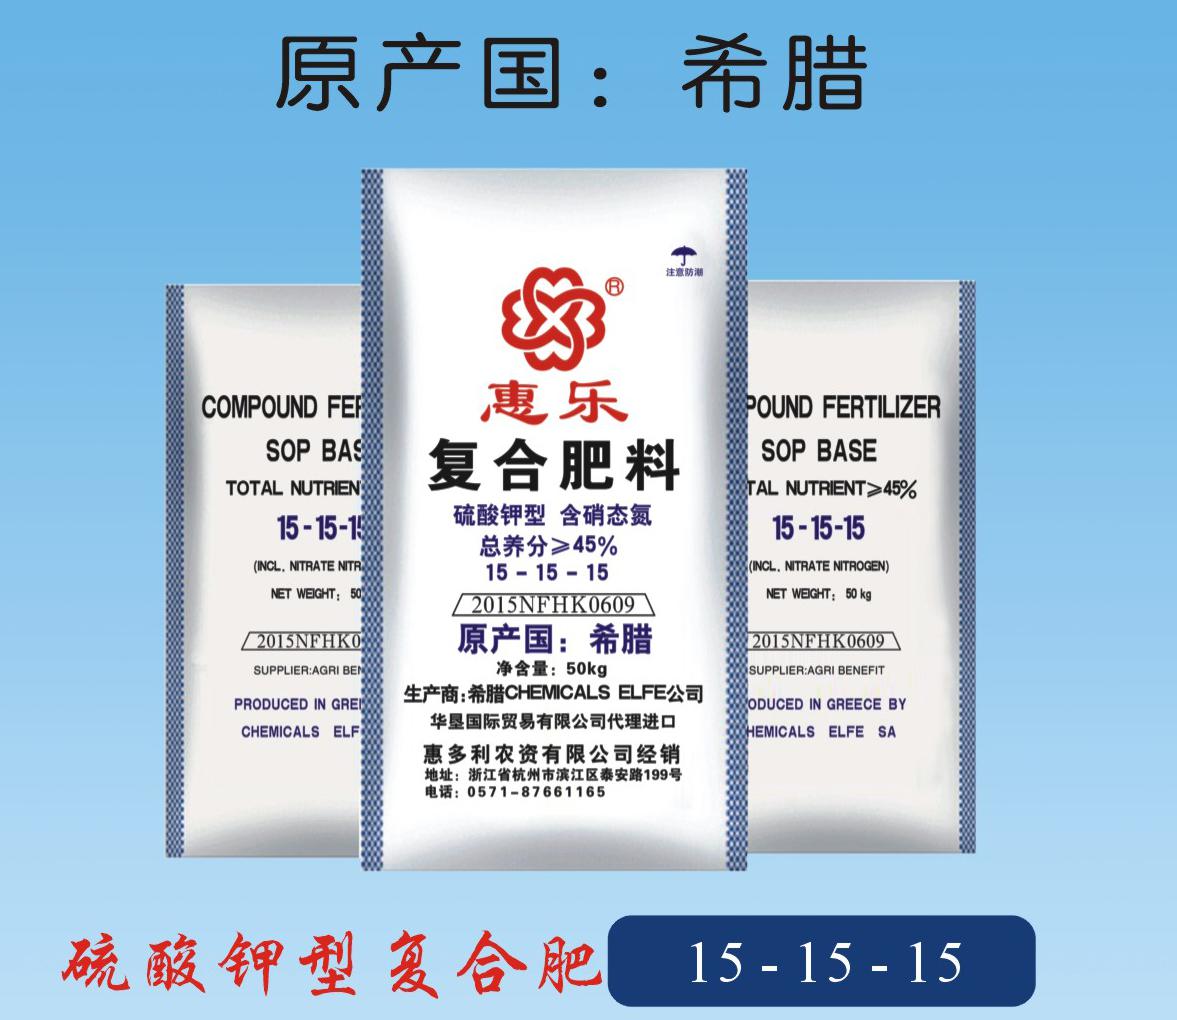 原产国：希腊
注意防潮
®
惠乐
复合肥料
硫酸钾型 含硝态氮
总养分≥45%
15-15-15
2015NFHK0609
原产国：希腊
净含量：50kg
生产商：希腊CHEMICALS ELFE公司
华垦国际贸易有限公司代理进口
惠多利农资有限公司经销
地址：浙江省杭州市滨江区泰安路199号
电话：0571-87661165
COMPOUND FER
SOP BAS
TOTAL NUTRIEN
15-15-15
(INCL. NITRATE NITR
NET WEIGHT：50
2015NFHK0
SUPPLIER:AGRI BEN
PRODUCED IN GREE
CHEMICALS ELF
POUND FERTILIZER
SOP BASE
TAL NUTRIENT≥45%
15-15-15
(INCL. NITRATE NITROGEN)
NET WEIGHT：50 kg
2015NFHK0609
SUPPLIER:AGRI BENEFIT
ODUCED IN GREECE BY
HEMICALS ELFE SA
硫酸钾型复合肥 15-15-15